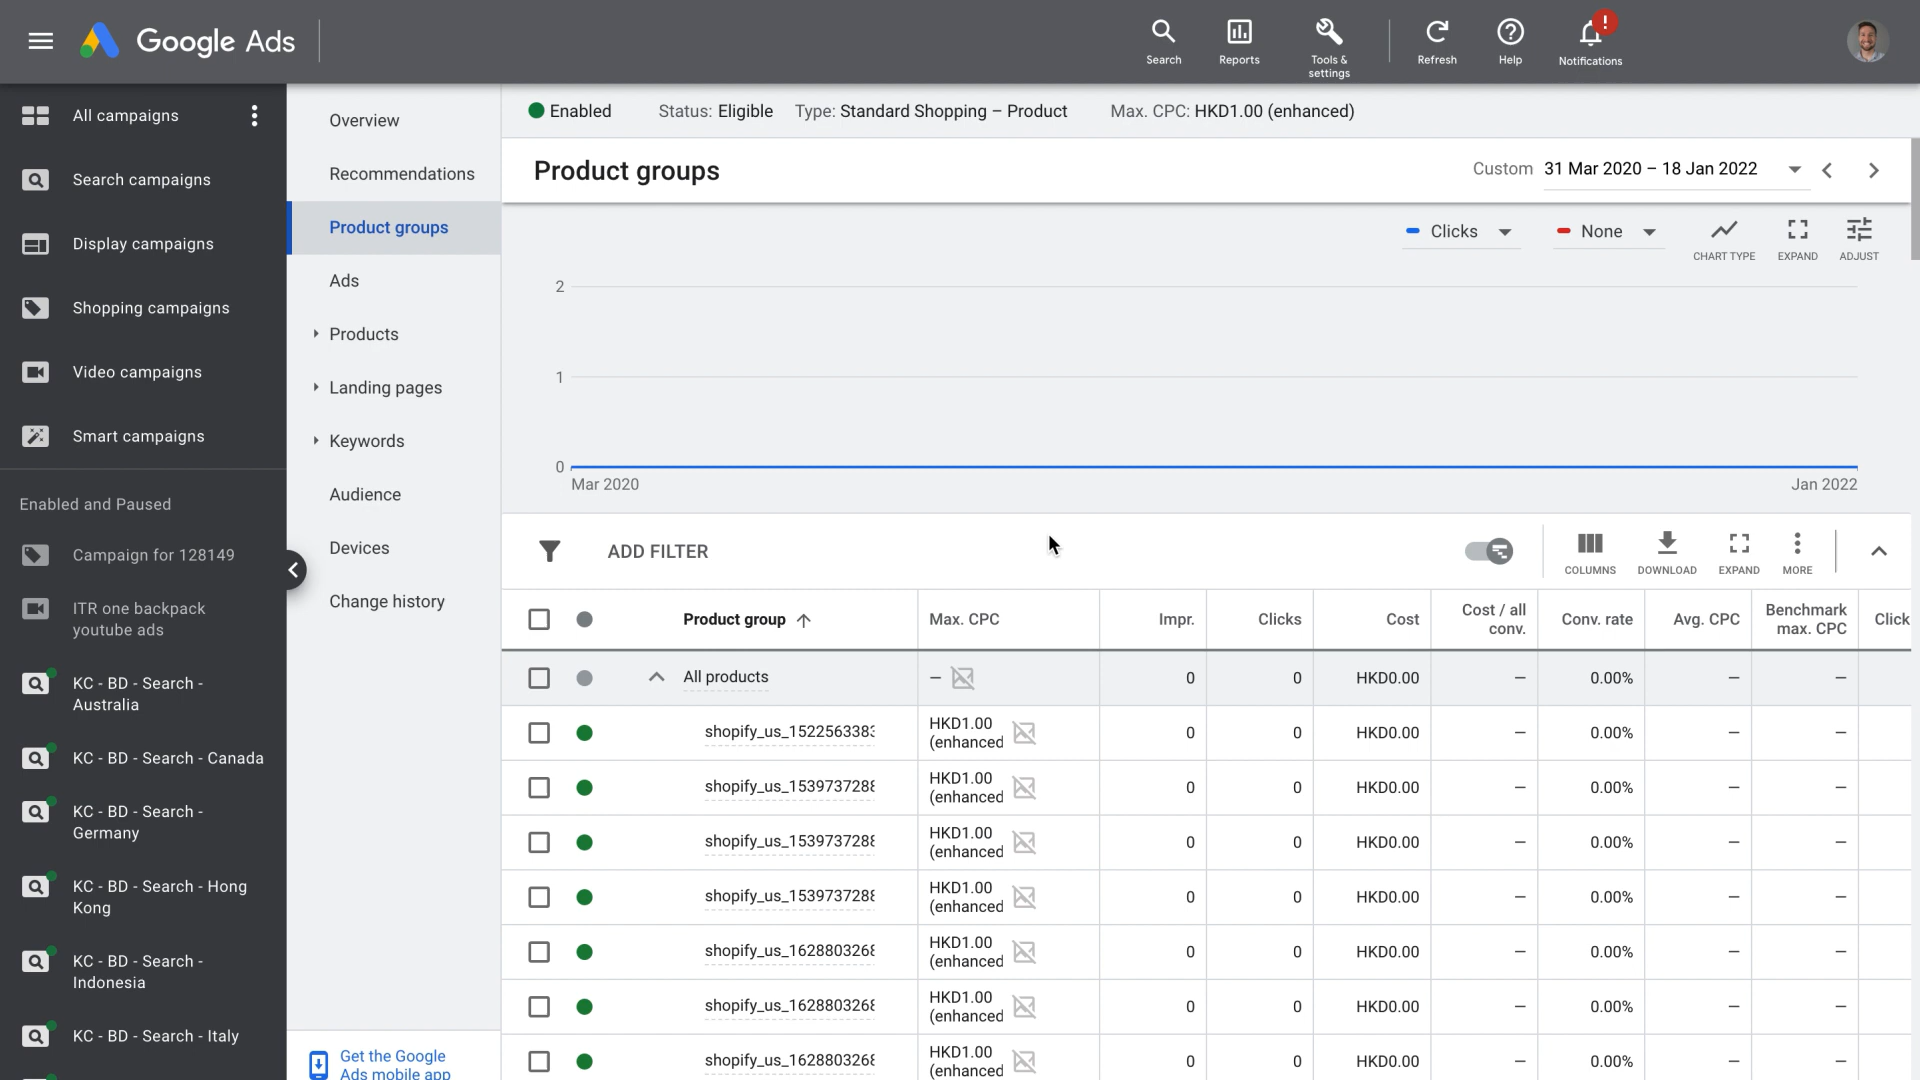 Google Ads
Search
Reports
Tools &
settings
Refresh
Help
!
Notifications
All campaigns
Search campaigns
Display campaigns
Shopping campaigns
Video campaigns
Smart campaigns
Enabled and Paused
Campaign for 128149
ITR one backpack
youtube ads
KC - BD - Search -
Australia
KC - BD - Search - Canada
KC - BD - Search -
Germany
KC - BD - Search - Hong
Kong
KC - BD - Search -
Indonesia
KC - BD - Search - Italy
Overview
Recommendations
Product groups
Ads
Products
Landing pages
Keywords
Audience
Devices
Change history
Get the Google
Ads mobile app
Enabled Status: Eligible Type: Standard Shopping – Product Max. CPC: HKD1.00 (enhanced)
Product groups
Custom 31 Mar 2020 – 18 Jan 2022
Clicks None
CHART TYPE EXPAND ADJUST
2
1
0
Mar 2020 Jan 2022
ADD FILTER
COLUMNS DOWNLOAD EXPAND MORE
Product group Max. CPC Impr. Clicks Cost Cost / all conv. Conv. rate Avg. CPC Benchmark max. CPC Click
All products – 0 0 HKD0.00 – 0.00% – –
shopify_us_1522563383 HKD1.00 (enhanced 0 0 HKD0.00 – 0.00% – –
shopify_us_1539737288 HKD1.00 (enhanced 0 0 HKD0.00 – 0.00% – –
shopify_us_1539737288 HKD1.00 (enhanced 0 0 HKD0.00 – 0.00% – –
shopify_us_1539737288 HKD1.00 (enhanced 0 0 HKD0.00 – 0.00% – –
shopify_us_1628803268 HKD1.00 (enhanced 0 0 HKD0.00 – 0.00% – –
shopify_us_1628803268 HKD1.00 (enhanced 0 0 HKD0.00 – 0.00% – –
shopify_us_1628803268 HKD1.00 (enhanced 0 0 HKD0.00 – 0.00% – –